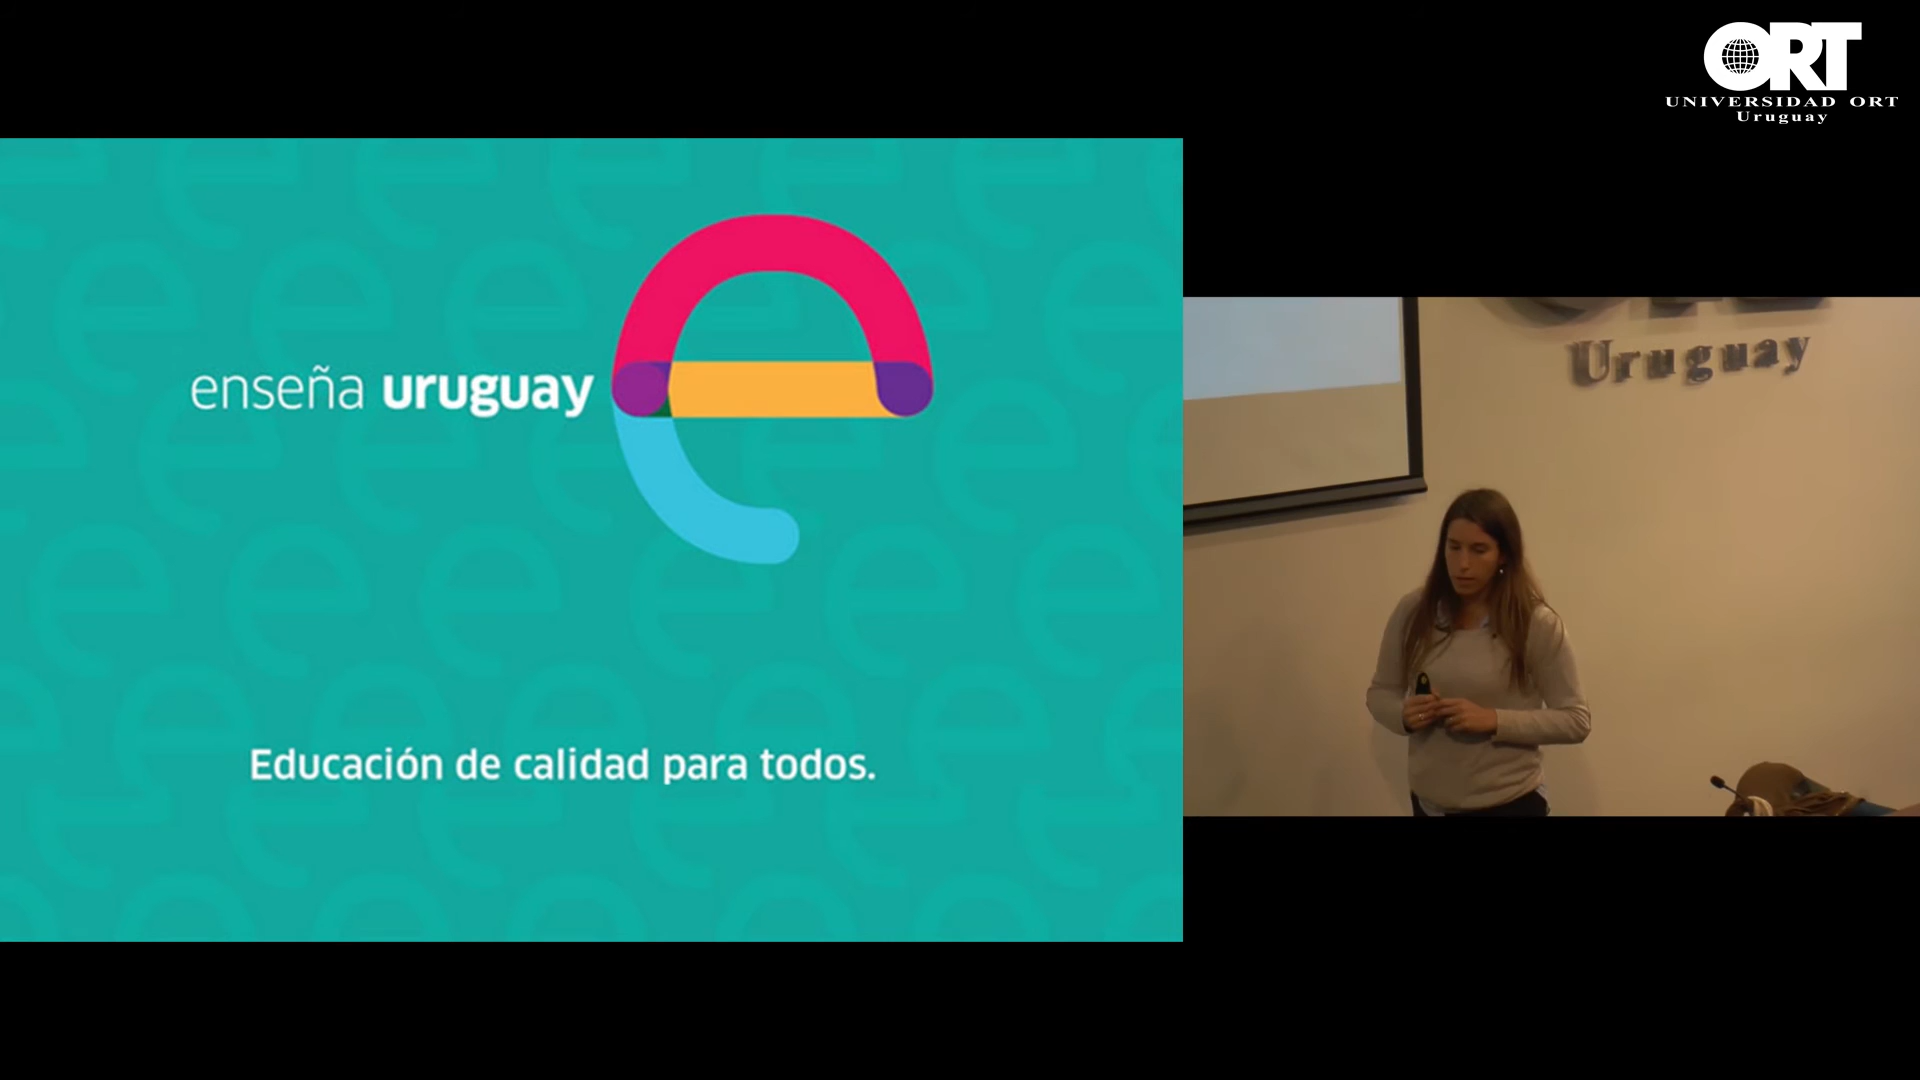 ORT
UNIVERSIDAD ORT
Uruguay
enseña uruguay
Educación de calidad para todos.
Uruguay